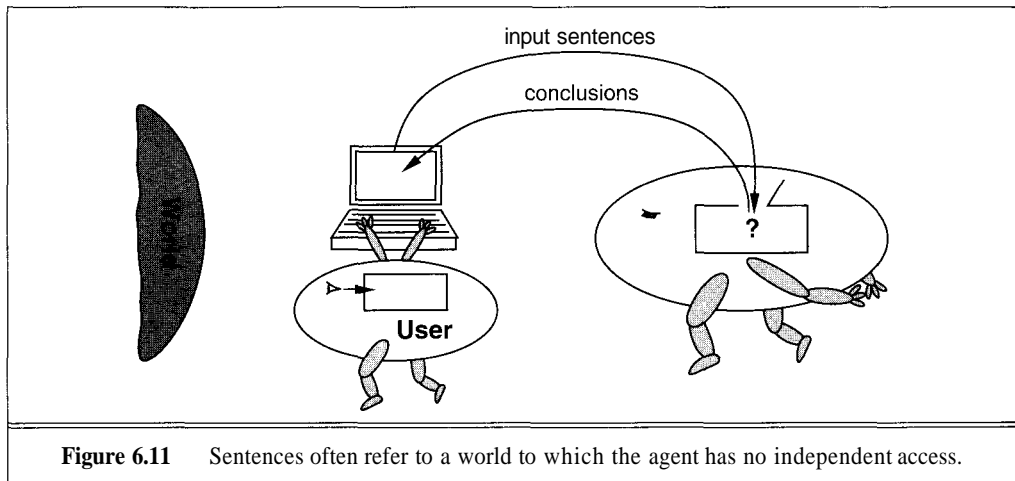 input sentences
conclusions
World
?
User
Figure 6.11 Sentences often refer to a world to which the agent has no independent access.